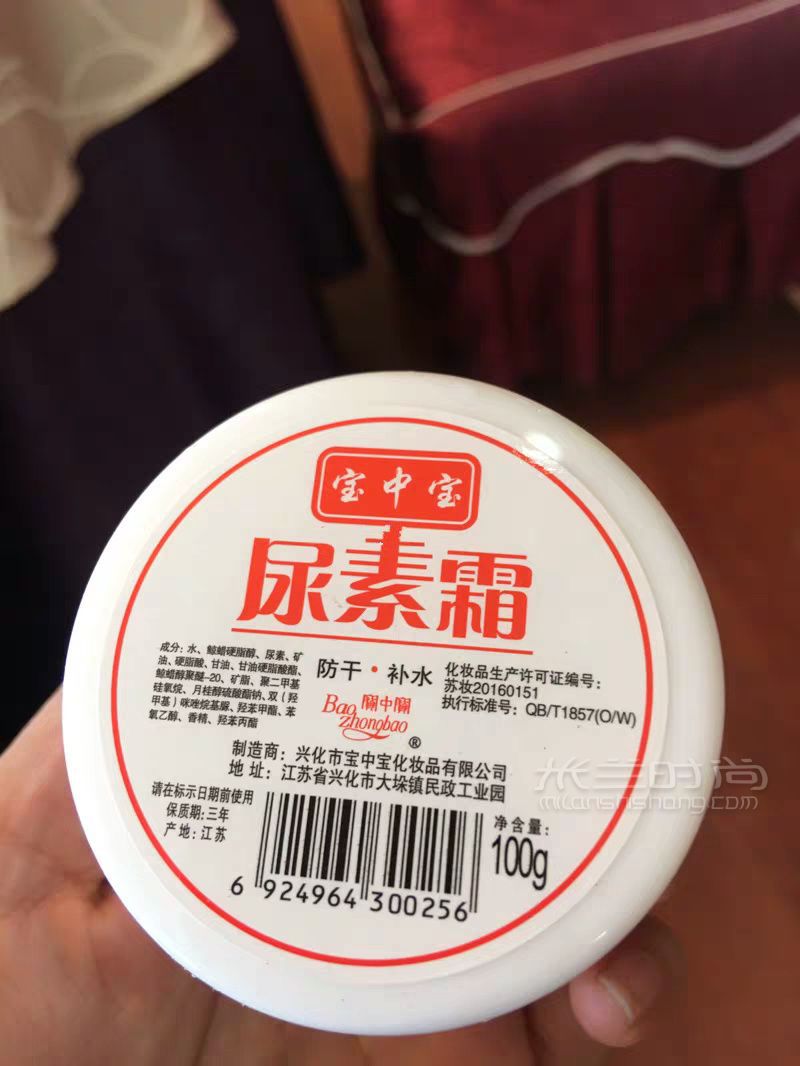 宝中宝
尿素霜
成分：水、鲸蜡硬脂醇、尿素、矿
油、硬脂酸、甘油、甘油硬脂酸酯、
鲸蜡醇聚醚-20、矿脂、聚二甲基
硅氧烷、月桂醇硫酸酯钠、双（羟
甲基）咪唑烷基脲、羟苯甲酯、苯
氧乙醇、香精、羟苯丙酯
防干·补水
Bao
zhongbao
®
化妆品生产许可证编号：
苏妆20160151
执行标准号：QB/T1857(O/W)
制造商：兴化市宝中宝化妆品有限公司
地 址：江苏省兴化市大垛镇民政工业园
请在标示日期前使用
保质期：三年
产地：江苏
6 924964 300256
净含量：
100g
米兰时尚
milanshishang.com